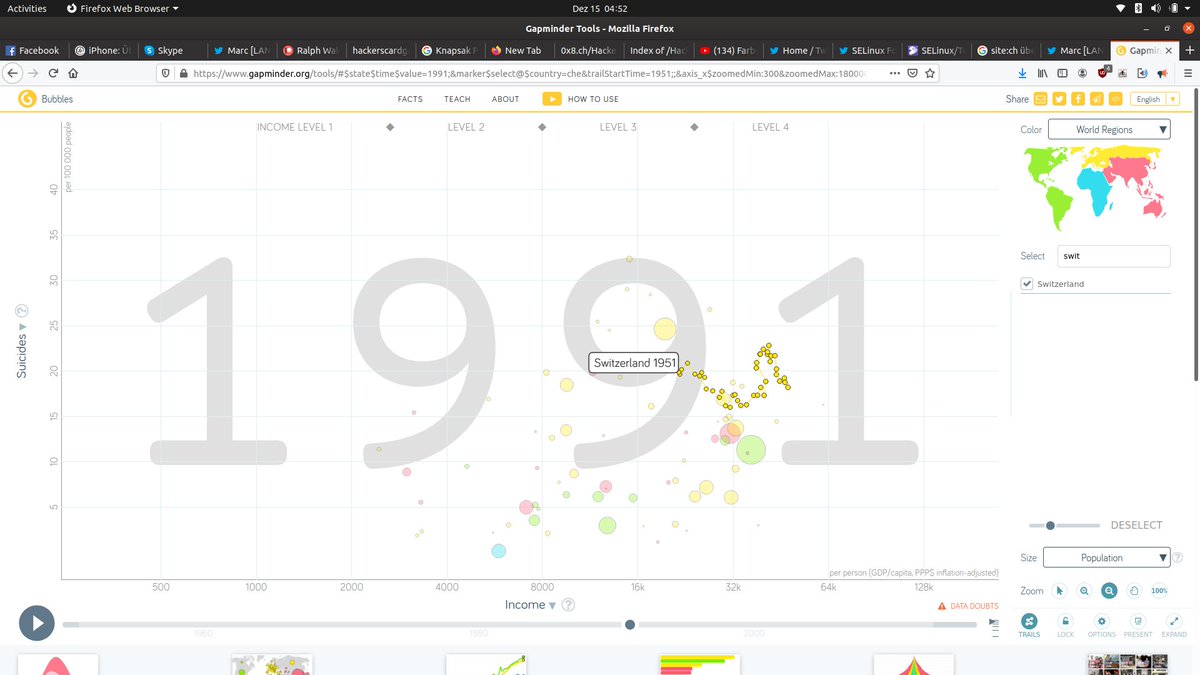 Activities Firefox Web Browser Dez 15 04:52
Gapminder Tools - Mozilla Firefox
Facebook iPhone: Üb Skype Marc [LAN Ralph Wal hackerscardg Knapsak P New Tab 0x8.ch/Hacke Index of /Hac (134) Farb Home / Tw SELinux Fo SELinux/T site:ch übe Marc [LAN Gapmin
https://www.gapminder.org/tools/#$state$time$value=1991;&marker$select@$country=che&trailStartTime=1951;;&axis_x$zoomedMin:300&zoomedMax:18000
Bubbles FACTS TEACH ABOUT HOW TO USE Share English
INCOME LEVEL 1 LEVEL 2 LEVEL 3 LEVEL 4
Color World Regions
per 100 000 people
40
35
30
25
20
15
10
5
Suicides
?
1991
Switzerland 1951
Select swit
Switzerland
DESELECT
Size Population ?
per person (GDP/capita, PPP$ inflation-adjusted)
500 1000 2000 4000 8000 16k 32k 64k 128k
Zoom 100%
Income ?
DATA DOUBTS
1960 1980 2000
TRAILS LOCK OPTIONS PRESENT EXPAND